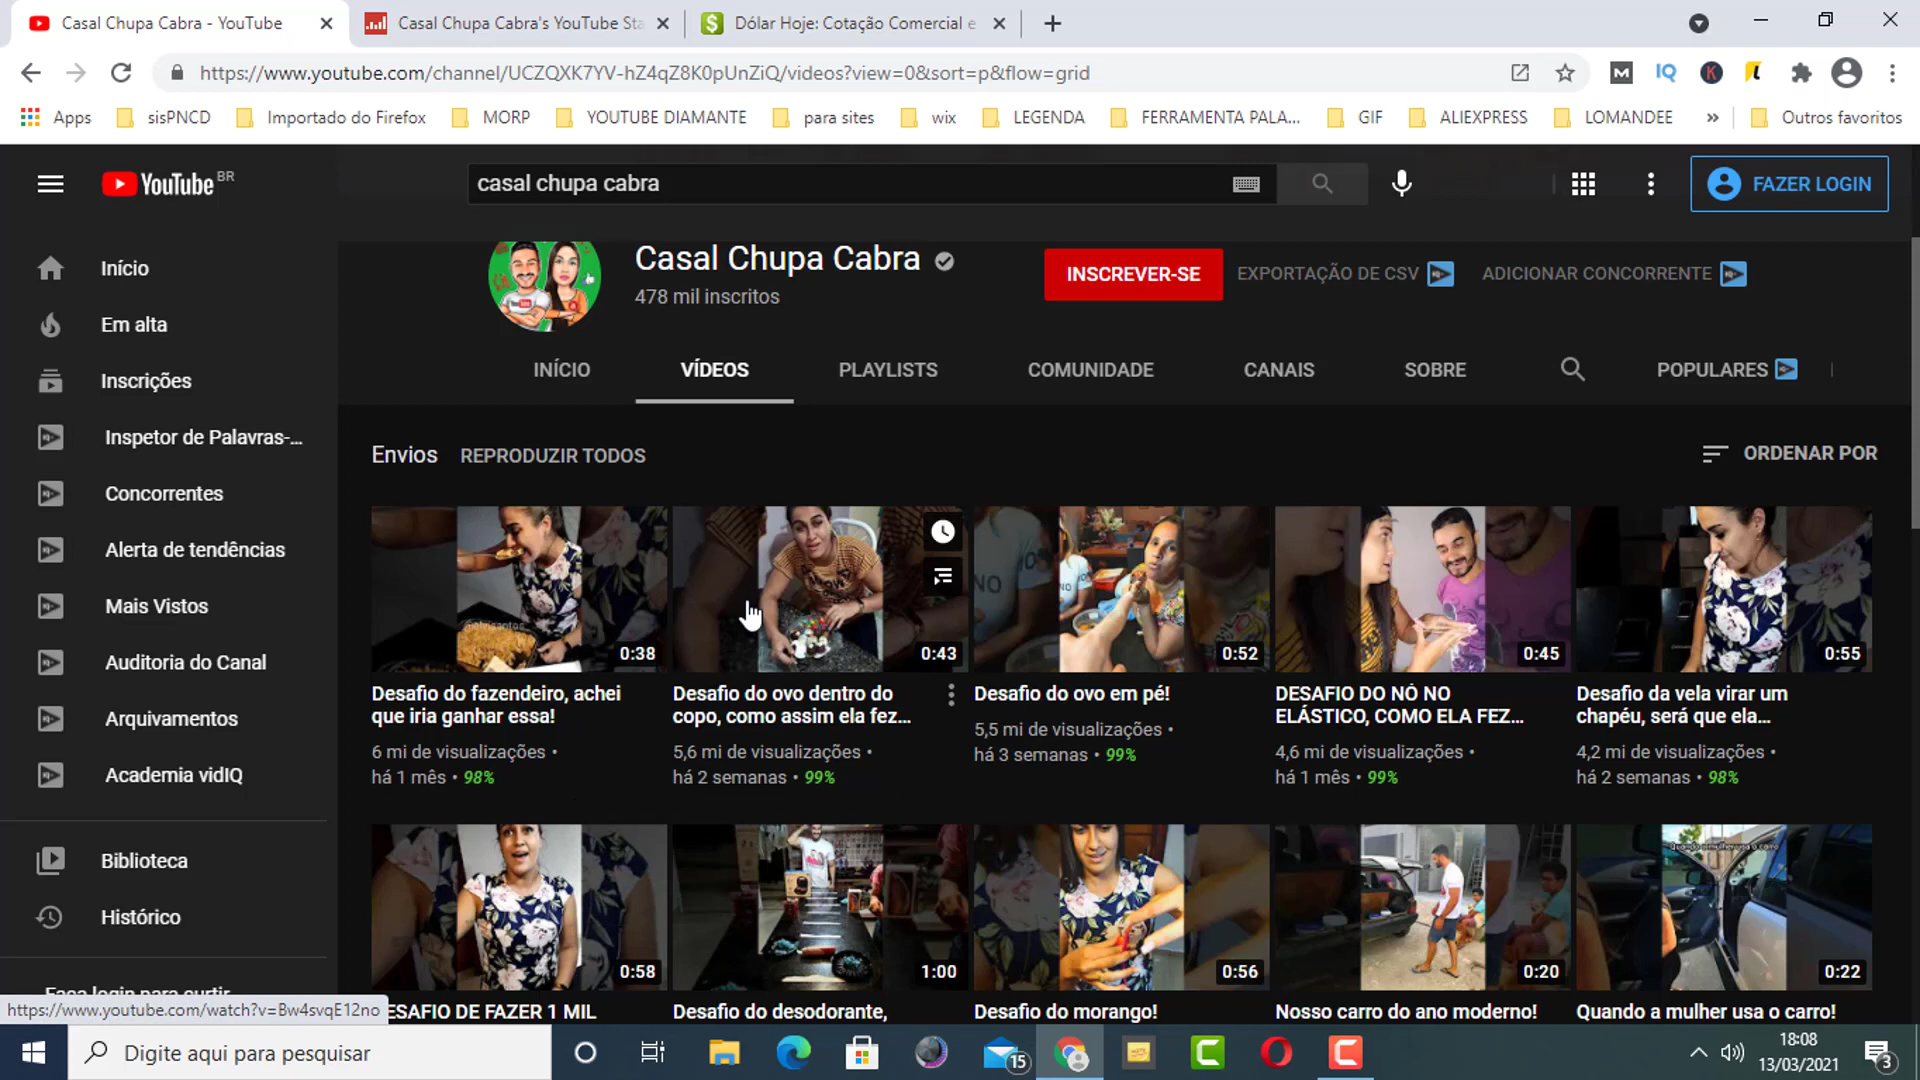 Casal Chupa Cabra - YouTube
Casal Chupa Cabra's YouTube Sta
Dólar Hoje: Cotação Comercial e
https://www.youtube.com/channel/UCZQXK7YV-hZ4qZ8K0pUnZiQ/videos?view=0&sort=p&flow=grid
Apps
sisPNCD
Importado do Firefox
MORP
YOUTUBE DIAMANTE
para sites
wix
LEGENDA
FERRAMENTA PALA...
GIF
ALIEXPRESS
LOMANDEE
»
Outros favoritos
YouTube BR
casal chupa cabra
FAZER LOGIN
Início
Em alta
Inscrições
Inspetor de Palavras-...
Concorrentes
Alerta de tendências
Mais Vistos
Auditoria do Canal
Arquivamentos
Academia vidIQ
Biblioteca
Histórico
Faça login para curtir
Casal Chupa Cabra
478 mil inscritos
INSCREVER-SE
EXPORTAÇÃO DE CSV
ADICIONAR CONCORRENTE
INÍCIO
VÍDEOS
PLAYLISTS
COMUNIDADE
CANAIS
SOBRE
POPULARES
Envios
REPRODUZIR TODOS
ORDENAR POR
0:38
0:43
0:52
0:45
0:55
Desafio do fazendeiro, achei
que iria ganhar essa!
6 mi de visualizações •
há 1 mês • 98%
Desafio do ovo dentro do
copo, como assim ela fez...
5,6 mi de visualizações •
há 2 semanas • 99%
Desafio do ovo em pé!
5,5 mi de visualizações •
há 3 semanas • 99%
DESAFIO DO NÓ NO
ELÁSTICO, COMO ELA FEZ...
4,6 mi de visualizações •
há 1 mês • 99%
Desafio da vela virar um
chapéu, será que ela...
4,2 mi de visualizações •
há 2 semanas • 98%
Quando a mulher usa o carro
0:58
1:00
0:56
0:20
0:22
ESAFIO DE FAZER 1 MIL
Desafio do desodorante,
Desafio do morango!
Nosso carro do ano moderno!
Quando a mulher usa o carro!
https://www.youtube.com/watch?v=Bw4svqE12no
Digite aqui para pesquisar
15
18:08
13/03/2021
3